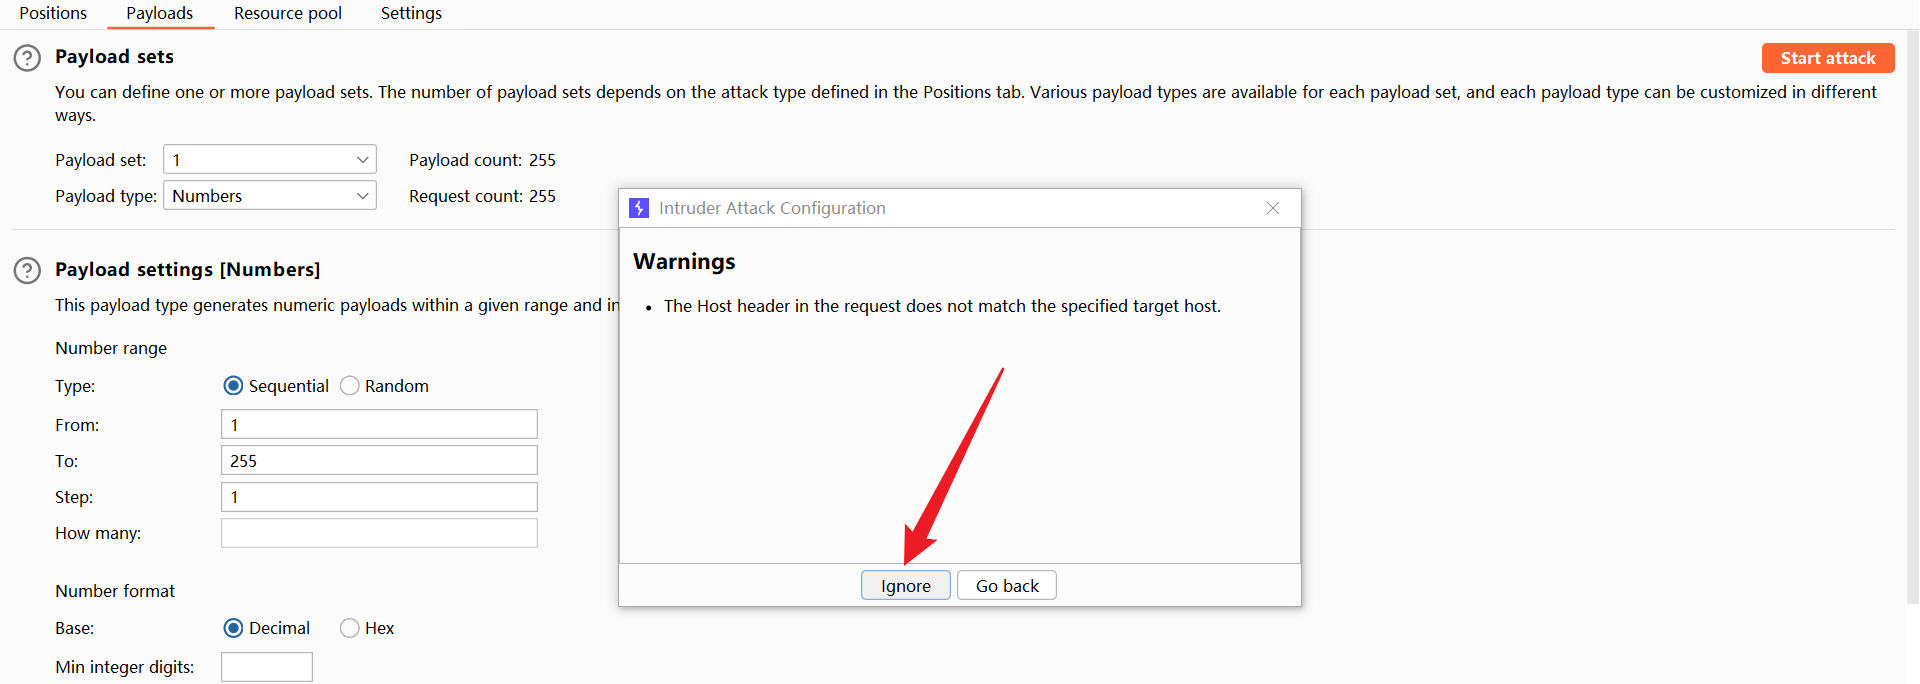 Positions Payloads Resource pool Settings
Payload sets
Start attack
You can define one or more payload sets. The number of payload sets depends on the attack type defined in the Positions tab. Various payload types are available for each payload set, and each payload type can be customized in different
ways.
Payload set: 1 Payload count: 255
Payload type: Numbers Request count: 255
Payload settings [Numbers]
This payload type generates numeric payloads within a given range and in
Number range
Type: Sequential Random
From: 1
To: 255
Step: 1
How many:
Number format
Base: Decimal Hex
Min integer digits:
Intruder Attack Configuration
Warnings
• The Host header in the request does not match the specified target host.
Ignore Go back